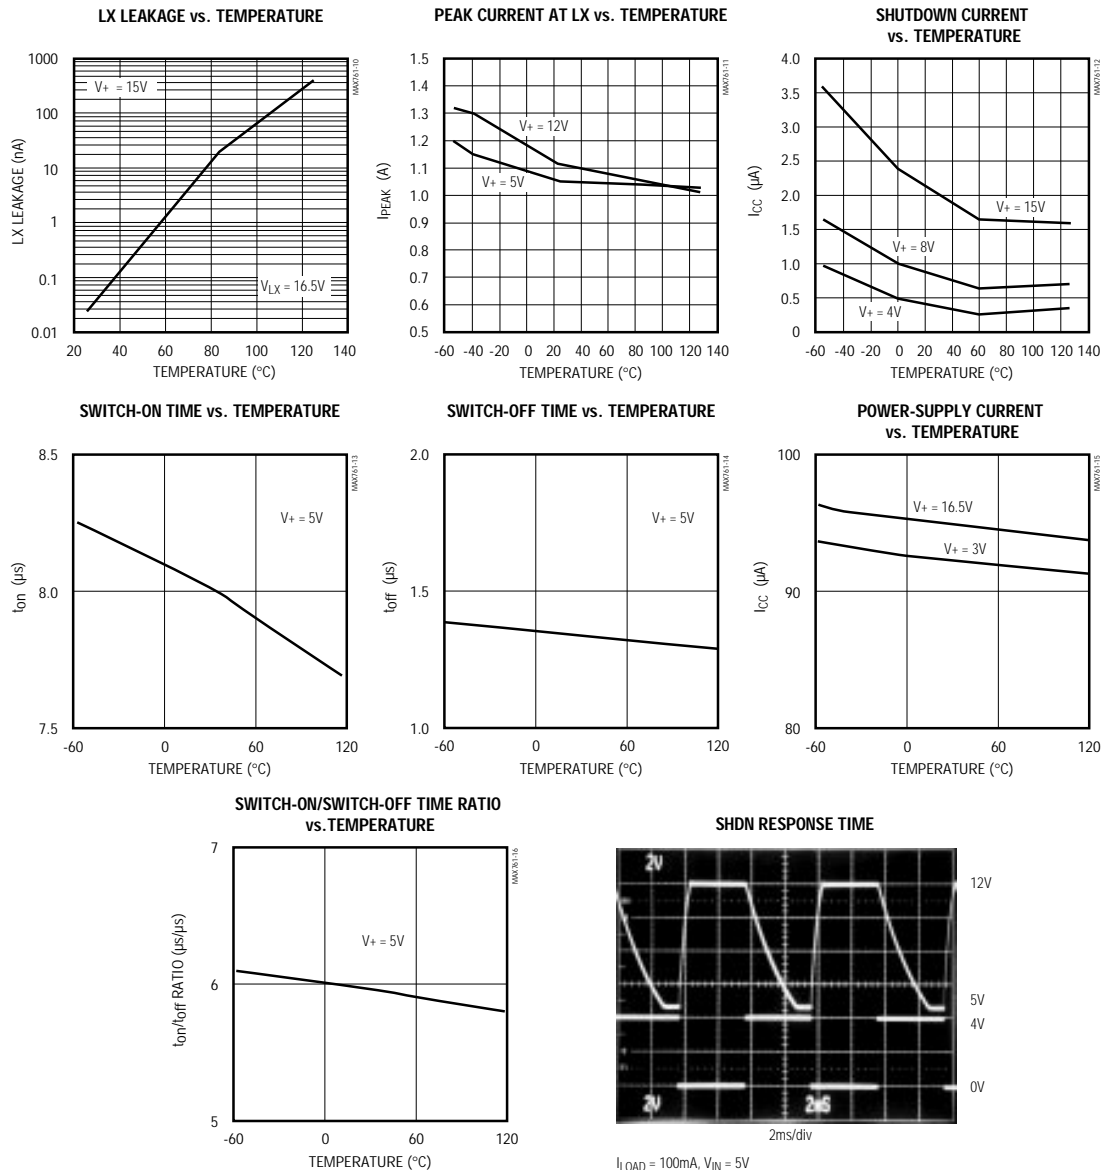 LX LEAKAGE vs. TEMPERATURE
1000
100
10
1
0.1
0.01
LX LEAKAGE (nA)
V+ = 15V
VLX = 16.5V
MAX761-10
20 40 60 80 100 120 140
TEMPERATURE (°C)
PEAK CURRENT AT LX vs. TEMPERATURE
1.5
1.4
1.3
1.2
1.1
1.0
0.9
0.8
0.7
0.6
0.5
IPEAK (A)
V+ = 12V
V+ = 5V
MAX761-11
-60 -40 -20 0 20 40 60 80 100 120 140
TEMPERATURE (°C)
SHUTDOWN CURRENT
vs. TEMPERATURE
4.0
3.5
3.0
2.5
2.0
1.5
1.0
0.5
0
ICC (µA)
V+ = 15V
V+ = 8V
V+ = 4V
MAX761-12
-60 -40 -20 0 20 40 60 80 100 120 140
TEMPERATURE (°C)
SWITCH-ON TIME vs. TEMPERATURE
8.5
8.0
7.5
ton (µs)
V+ = 5V
MAX761-13
-60 0 60 120
TEMPERATURE (°C)
SWITCH-OFF TIME vs. TEMPERATURE
2.0
1.5
1.0
toff (µs)
V+ = 5V
MAX761-14
-60 0 60 120
TEMPERATURE (°C)
POWER-SUPPLY CURRENT
vs. TEMPERATURE
100
90
80
ICC (µA)
V+ = 16.5V
V+ = 3V
MAX761-15
-60 0 60 120
TEMPERATURE (°C)
SWITCH-ON/SWITCH-OFF TIME RATIO
vs.TEMPERATURE
7
6
5
ton/toff RATIO (µs/µs)
V+ = 5V
MAX761-16
-60 0 60 120
TEMPERATURE (°C)
SHDN RESPONSE TIME
2V
12V
5V
4V
0V
2V 2mS
2ms/div
ILOAD = 100mA, VIN = 5V